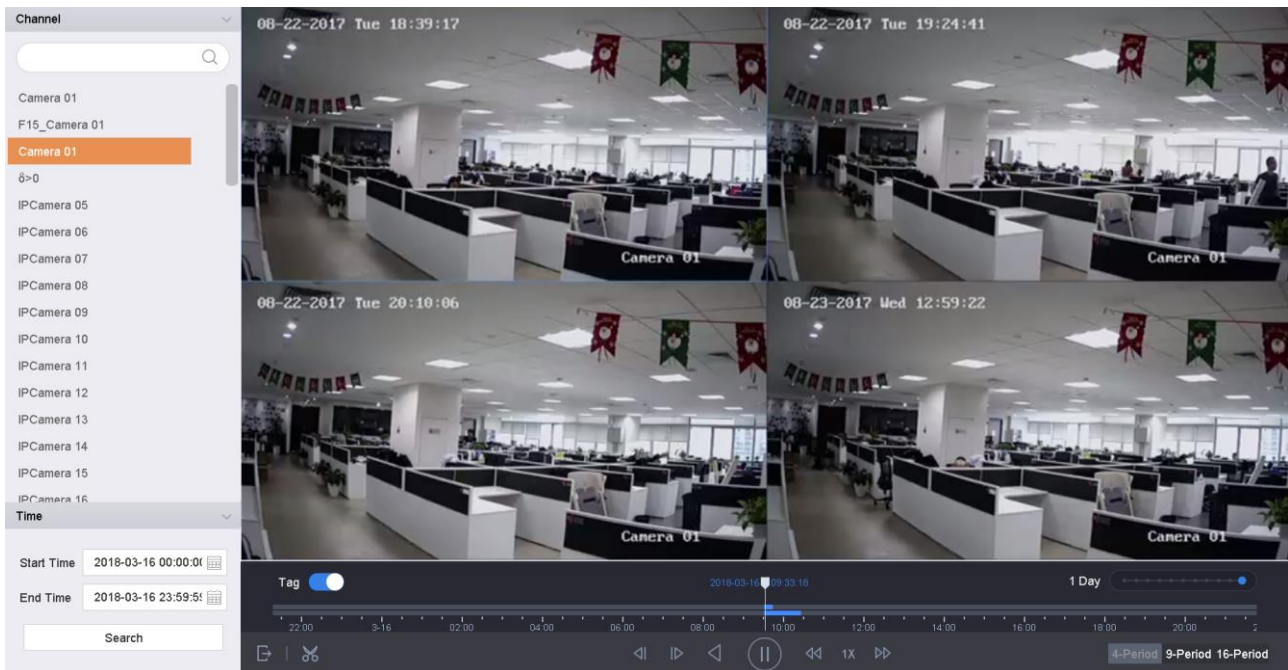 Channel
Camera 01
F15_Camera 01
Camera 01
8>0
IPCamera 05
IPCamera 06
IPCamera 07
IPCamera 08
IPCamera 09
IPCamera 10
IPCamera 11
IPCamera 12
IPCamera 13
IPCamera 14
IPCamera 15
IPCamera 16
Time
Start Time 2018-03-16 00:00:00
End Time 2018-03-16 23:59:59
Search
08-22-2017 Tue 18:39:17
Camera 01
08-22-2017 Tue 19:24:41
Camera 01
08-22-2017 Tue 20:10:06
Camera 01
08-23-2017 Wed 12:59:22
Camera 01
Tag
2018-03-16 09:33:18
1 Day
22:00 3-16 02:00 04:00 06:00 08:00 10:00 12:00 14:00 16:00 18:00 20:00 2
1X
4-Period 9-Period 16-Period